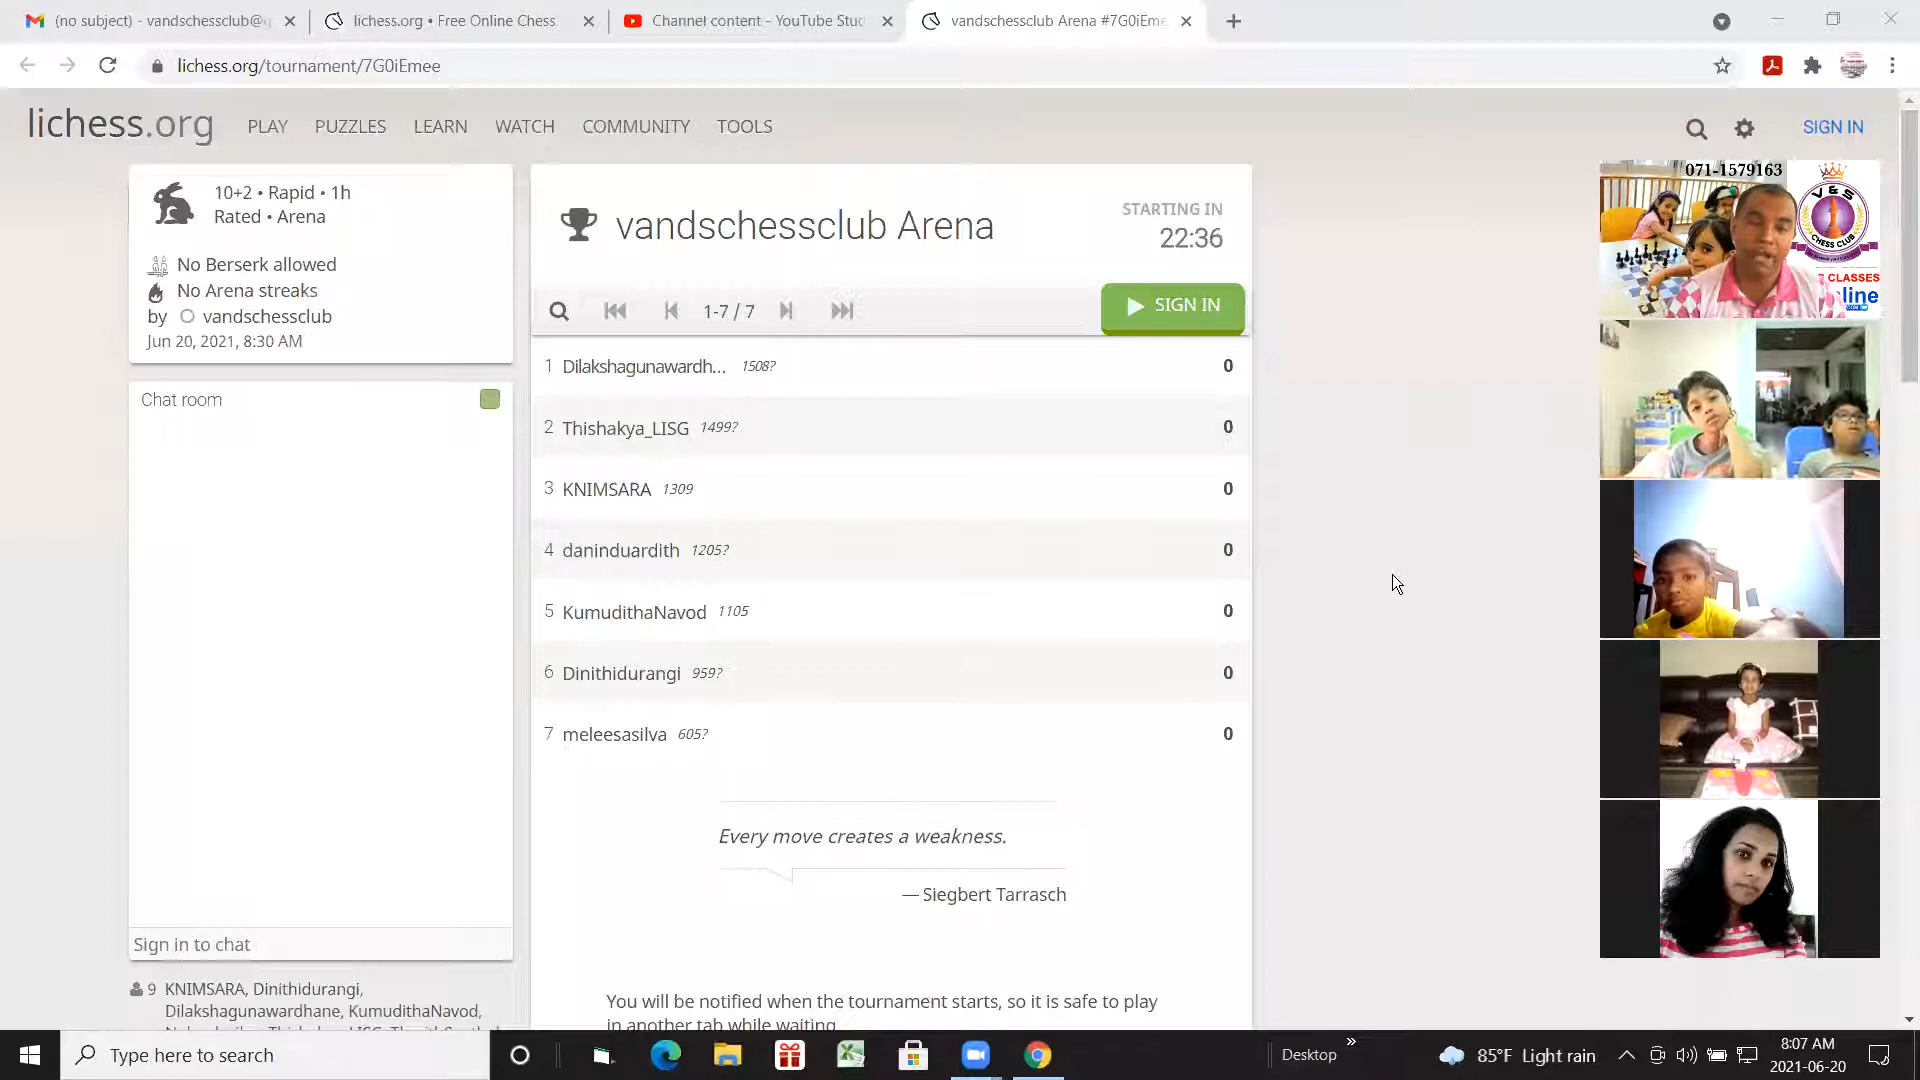 (no subject) - vandschessclub@g
lichess.org • Free Online Chess
Channel content - YouTube Stud
vandschessclub Arena #7G0iEme
lichess.org/tournament/7G0iEmee
lichess.org
PLAY
PUZZLES
LEARN
WATCH
COMMUNITY
TOOLS
SIGN IN
10+2 • Rapid • 1h
Rated • Arena
No Berserk allowed
No Arena streaks
by vandschessclub
Jun 20, 2021, 8:30 AM
Chat room
Sign in to chat
9 KNIMSARA, Dinithidurangi,
Dilakshagunawardhane, KumudithaNavod,
vandschessclub Arena
STARTING IN
22:36
1-7 / 7
SIGN IN
1 Dilakshagunawardh... 1508? 0
2 Thishakya_LISG 1499? 0
3 KNIMSARA 1309 0
4 daninduardith 1205? 0
5 KumudithaNavod 1105 0
6 Dinithidurangi 959? 0
7 meleesasilva 605? 0
Every move creates a weakness.
— Siegbert Tarrasch
You will be notified when the tournament starts, so it is safe to play
in another tab while waiting.
071-1579163
V & S
CHESS CLUB
CLASSES
line
Type here to search
Desktop
85°F Light rain
8:07 AM
2021-06-20